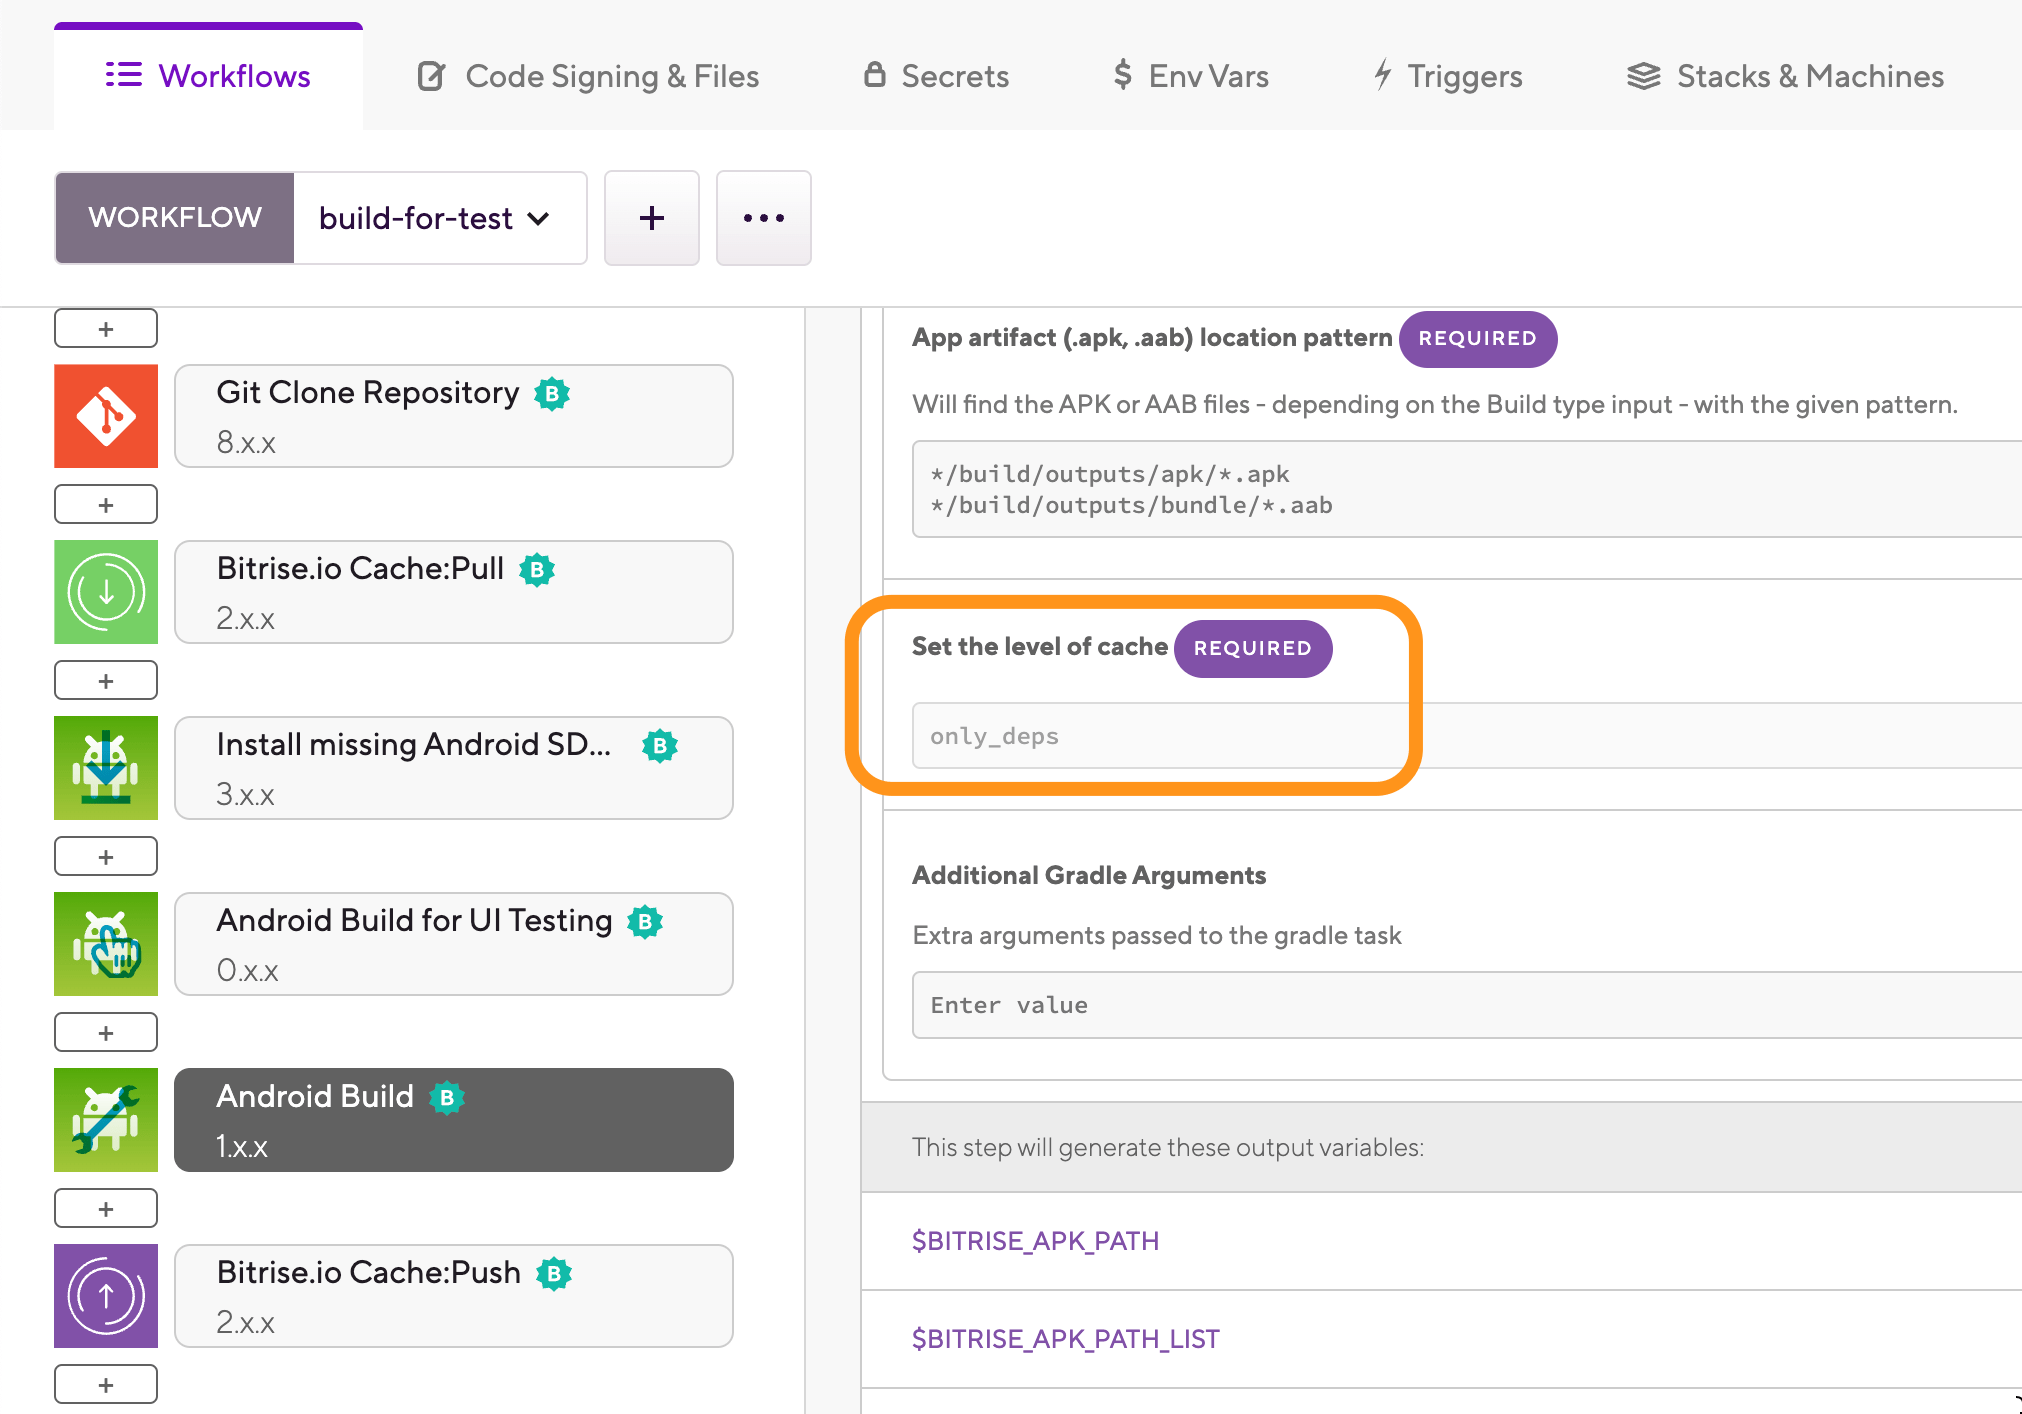 Workflows
Code Signing & Files
Secrets
$ Env Vars
Triggers
Stacks & Machines
WORKFLOW
build-for-test
+
...
+
Git Clone Repository B
8.x.x
+
Bitrise.io Cache:Pull B
2.x.x
+
Install missing Android SD... B
3.x.x
+
Android Build for UI Testing B
0.x.x
+
Android Build B
1.x.x
+
Bitrise.io Cache:Push B
2.x.x
+
App artifact (.apk, .aab) location pattern REQUIRED
Will find the APK or AAB files - depending on the Build type input - with the given pattern.
*/build/outputs/apk/*.apk
*/build/outputs/bundle/*.aab
Set the level of cache REQUIRED
only_deps
Additional Gradle Arguments
Extra arguments passed to the gradle task
Enter value
This step will generate these output variables:
$BITRISE_APK_PATH
$BITRISE_APK_PATH_LIST